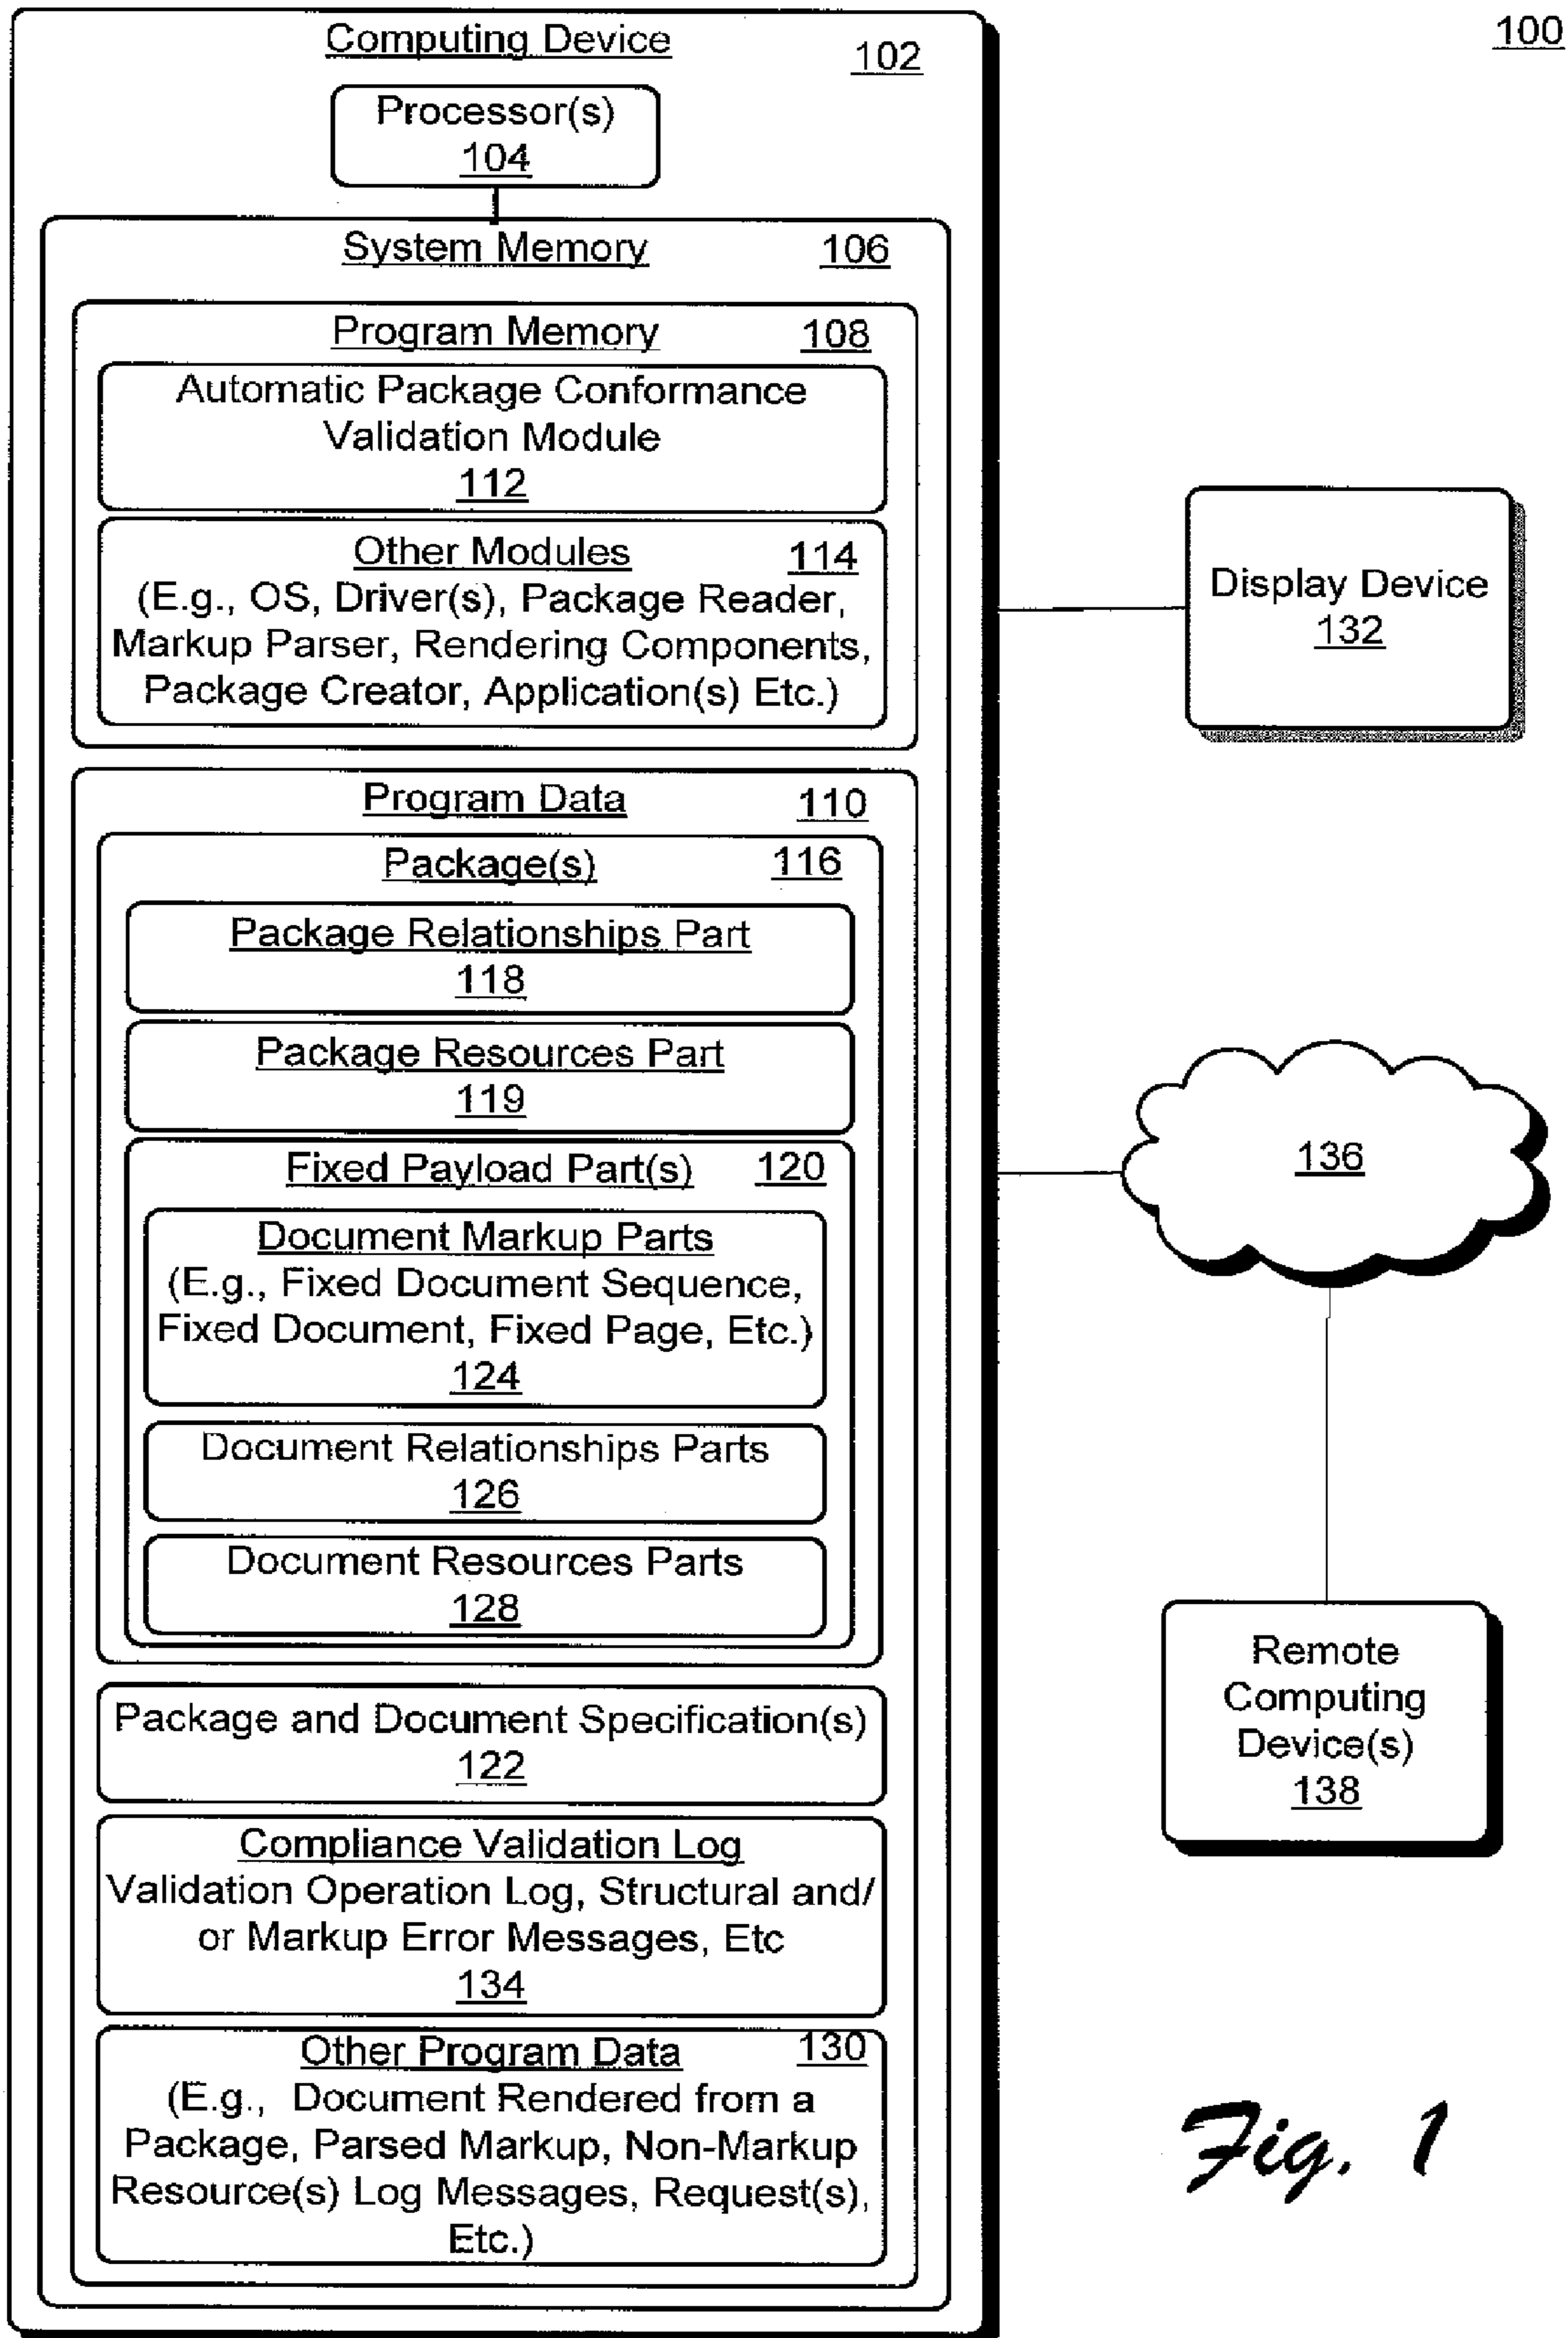 100
Computing Device 102
Processor(s)
104
System Memory 106
Program Memory 108
Automatic Package Conformance
Validation Module
112
Other Modules 114
(E.g., OS, Driver(s), Package Reader,
Markup Parser, Rendering Components,
Package Creator, Application(s) Etc.)
Program Data 110
Package(s) 116
Package Relationships Part
118
Package Resources Part
119
Fixed Payload Part(s) 120
Document Markup Parts
(E.g., Fixed Document Sequence,
Fixed Document, Fixed Page, Etc.)
124
Document Relationships Parts
126
Document Resources Parts
128
Package and Document Specification(s)
122
Compliance Validation Log
Validation Operation Log, Structural and/
or Markup Error Messages, Etc
134
Other Program Data 130
(E.g., Document Rendered from a
Package, Parsed Markup, Non-Markup
Resource(s) Log Messages, Request(s),
Etc.)
Display Device
132
136
Remote
Computing
Device(s)
138
Fig. 1